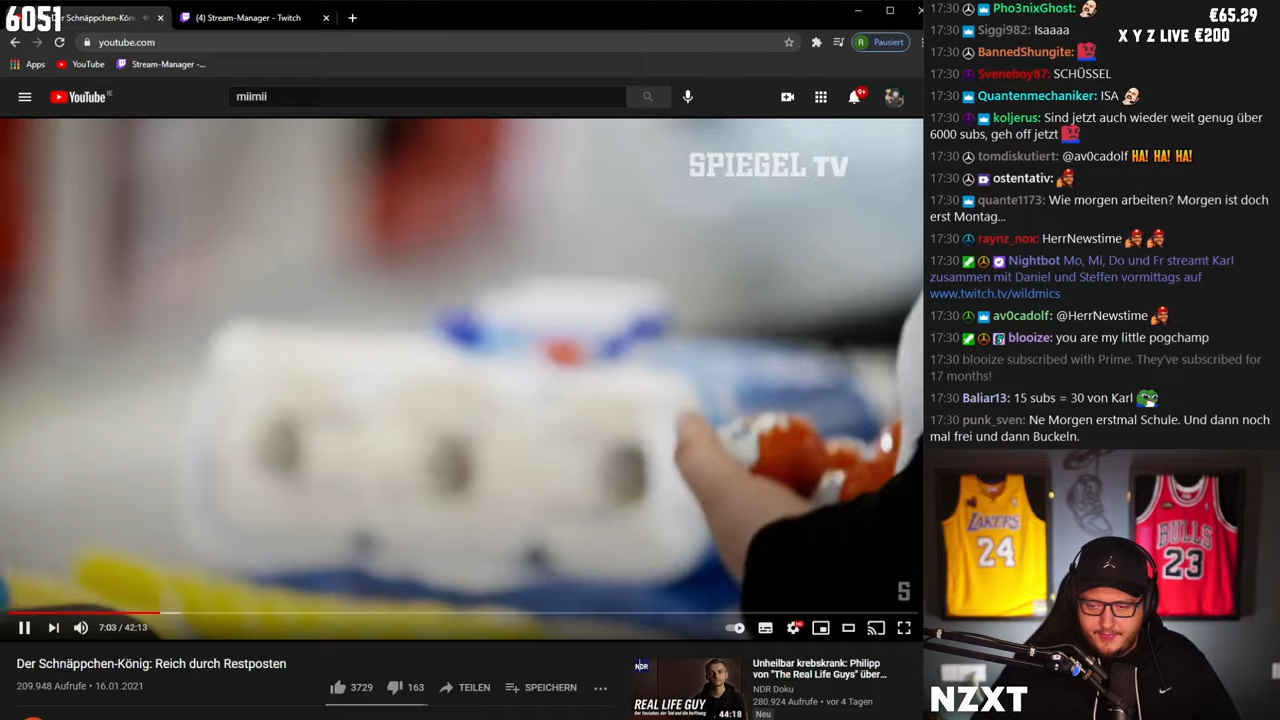 6051
Der Schnäppchen-Kön
(4) Stream-Manager - Twitch
youtube.com
R Pausiert
Apps
YouTube
Stream-Manager -...
YouTube IE
miimii
9+
SPIEGEL TV
S
7:03 / 42:13
HD
Der Schnäppchen-König: Reich durch Restposten
209.948 Aufrufe • 16.01.2021
3729
163
TEILEN
SPEICHERN
NDR
REAL LIFE GUY
44:18
Unheilbar krebskrank: Philipp
von "The Real Life Guys" über...
NDR Doku
280.924 Aufrufe • vor 4 Tagen
Neu
€65.29
X Y Z LIVE €200
17:30 Pho3nixGhost:
17:30 Siggi982: Isaaaa
17:30 BannedShungite:
17:30 Sveneboy87: SCHÜSSEL
17:30 Quantenmechaniker: ISA
17:30 koljerus: Sind jetzt auch wieder weit genug über
6000 subs, geh off jetzt
17:30 tomdiskutiert: @av0cadolf HA! HA! HA!
17:30 ostentativ:
17:30 quante1173: Wie morgen arbeiten? Morgen ist doch
erst Montag...
17:30 raynz_nox: HerrNewstime
17:30 Nightbot Mo, Mi, Do und Fr streamt Karl
zusammen mit Daniel und Steffen vormittags auf
www.twitch.tv/wildmics
17:30 av0cadolf: @HerrNewstime
17:30 blooize: you are my little pogchamp
17:30 blooize subscribed with Prime. They've subscribed for
17 months!
17:30 Baliar13: 15 subs = 30 von Karl
17:30 punk_sven: Ne Morgen erstmal Schule. Und dann noch
mal frei und dann Buckeln.
LAKERS
24
BULLS
23
NZXT